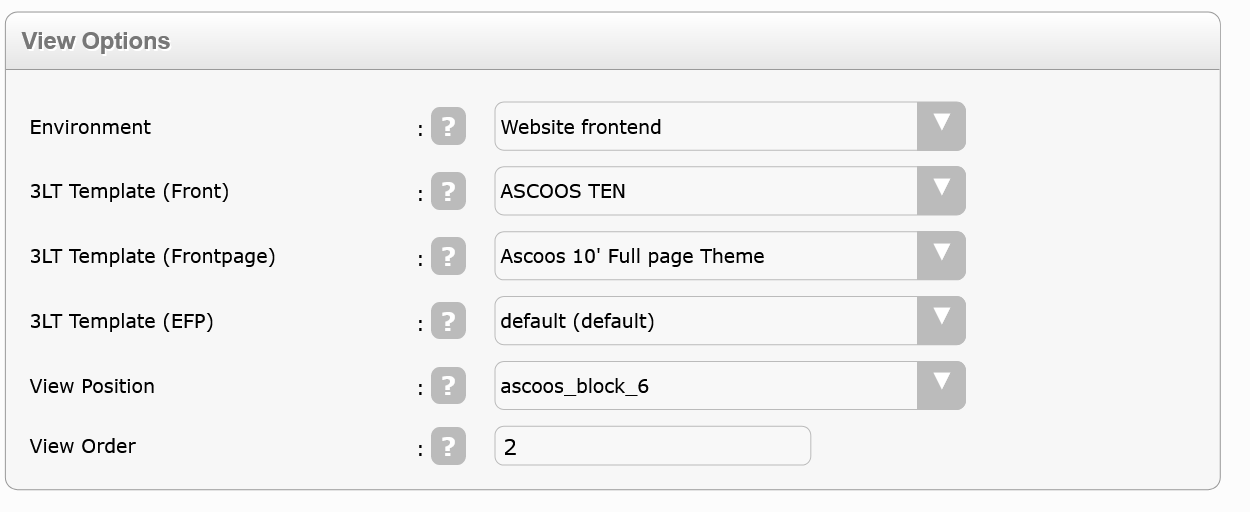 View Options
Environment : ? Website frontend ▼
3LT Template (Front) : ? ASCOOS TEN ▼
3LT Template (Frontpage) : ? Ascoos 10' Full page Theme ▼
3LT Template (EFP) : ? default (default) ▼
View Position : ? ascoos_block_6 ▼
View Order : ? 2